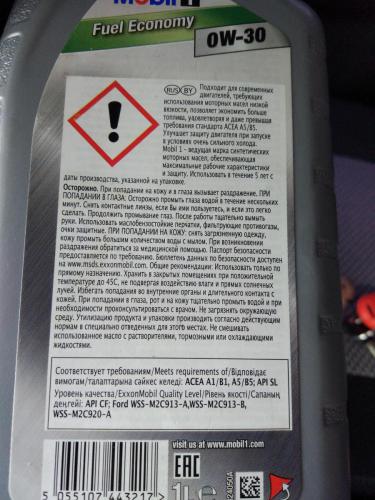 Mobil 1
Fuel Economy
0W-30
RUS BY Подходит для современных
двигателей, требующих
использования моторных масел низкой
вязкости, позволяет экономить больше
топлива, удовлетворяя и даже превышая
требования стандарта ACEA A5/B5.
Улучшает защиту двигателя при запуске
в условиях очень сильного холода.
Mobil 1 - ведущая марка синтетических
моторных масел, обеспечивающая
максимальные рабочие характеристики
и защиту. Использовать в течение 5 лет с
даты производства, указанной на упаковке.
Осторожно. При попадании на кожу и в глаза вызывает раздражение. ПРИ
ПОПАДАНИИ В ГЛАЗА: Осторожно промыть глаза водой в течение нескольких
минут. Снять контактные линзы, если Вы ими пользуетесь, и если это легко
сделать. Продолжить промывание глаз. После работы тщательно вымыть
руки. Использовать маслобензостойкие перчатки, фильтрующие противогазы,
очки защитные. ПРИ ПОПАДАНИИ НА КОЖУ: снять загрязненную одежду,
кожу промыть большим количеством воды с мылом. При возникновении
раздражения обратиться за медицинской помощью. Паспорт безопасности
предоставляется по требованию. Бюллетень данных по безопасности доступен
на www.msds.exxonmobil.com. Рекомендации: Использовать только по
прямому назначению. Хранить в закрытых помещениях при положительной
температуре до 45С, не подвергая воздействию влаги и прямых солнечных
лучей. Избегать попадания во внутренние органы и длительного контакта с
кожей. При попадании в глаза, рот и на кожу тщательно промыть водой и при
необходимости проконсультироваться с врачом. Не загрязнять окружающую
среду. Утилизацию продукта и упаковки проводить согласно действующим
нормам в специально отведенных для этого местах. Не смешивать
использованное масло с растворителями, тормозными или охлаждающими
жидкостями.
Соответствует требованиям/Meets requirements of/Відповідає
вимогам/талаптарына сәйкес келеді: ACEA A1/B1, A5/B5; API SL
Уровень качества/ExxonMobil Quality Level/Рівень якості/Сапаның
деңгейі: API CF; Ford WSS-M2C913-A,WSS-M2C913-B,
WSS-M2C920-A
visit us at www.mobil1.com
EAC
5 055107 443217
1L e